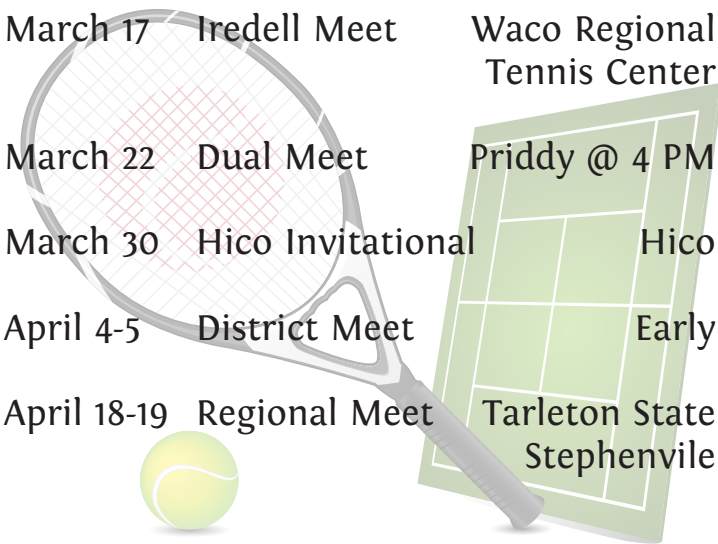 March 17 Iredell Meet Waco Regional
Tennis Center
March 22 Dual Meet Priddy @ 4 PM
March 30 Hico Invitational Hico
April 4-5 District Meet Early
April 18-19 Regional Meet Tarleton State
Stephenvile